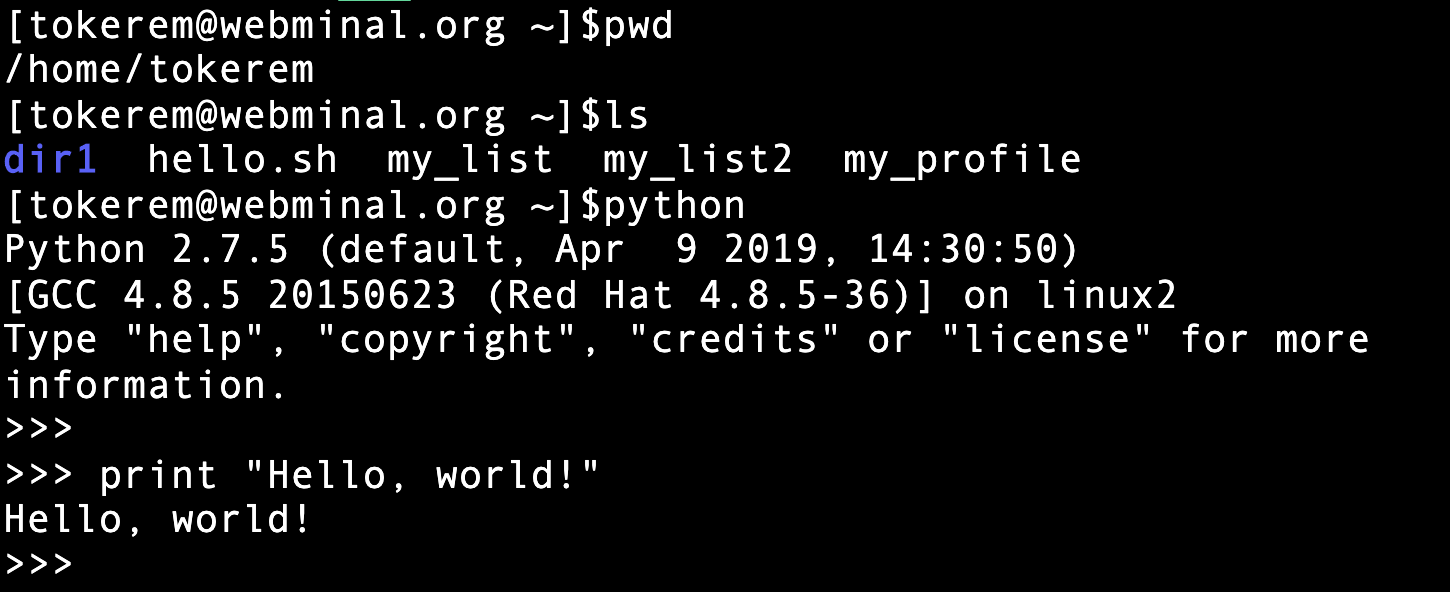 [tokerem@webminal.org ~]$pwd
/home/tokerem
[tokerem@webminal.org ~]$ls
dir1  hello.sh  my_list  my_list2  my_profile
[tokerem@webminal.org ~]$python
Python 2.7.5 (default, Apr  9 2019, 14:30:50)
[GCC 4.8.5 20150623 (Red Hat 4.8.5-36)] on linux2
Type "help", "copyright", "credits" or "license" for more
information.
>>>
>>> print "Hello, world!"
Hello, world!
>>>